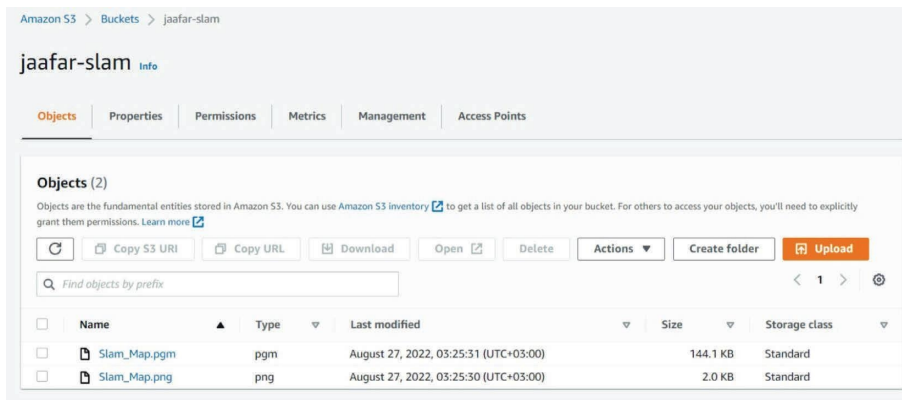 Amazon S3 > Buckets > jaafar-slam
jaafar-slam Info
Objects Properties Permissions Metrics Management Access Points
Objects (2)
Objects are the fundamental entities stored in Amazon S3. You can use Amazon S3 inventory to get a list of all objects in your bucket. For others to access your objects, you'll need to explicitly
grant them permissions. Learn more
Copy S3 URI Copy URL Download Open Delete Actions Create folder Upload
Find objects by prefix < 1 >
Name Type Last modified Size Storage class
Slam_Map.pgm pgm August 27, 2022, 03:25:31 (UTC+03:00) 144.1 KB Standard
Slam_Map.png png August 27, 2022, 03:25:30 (UTC+03:00) 2.0 KB Standard